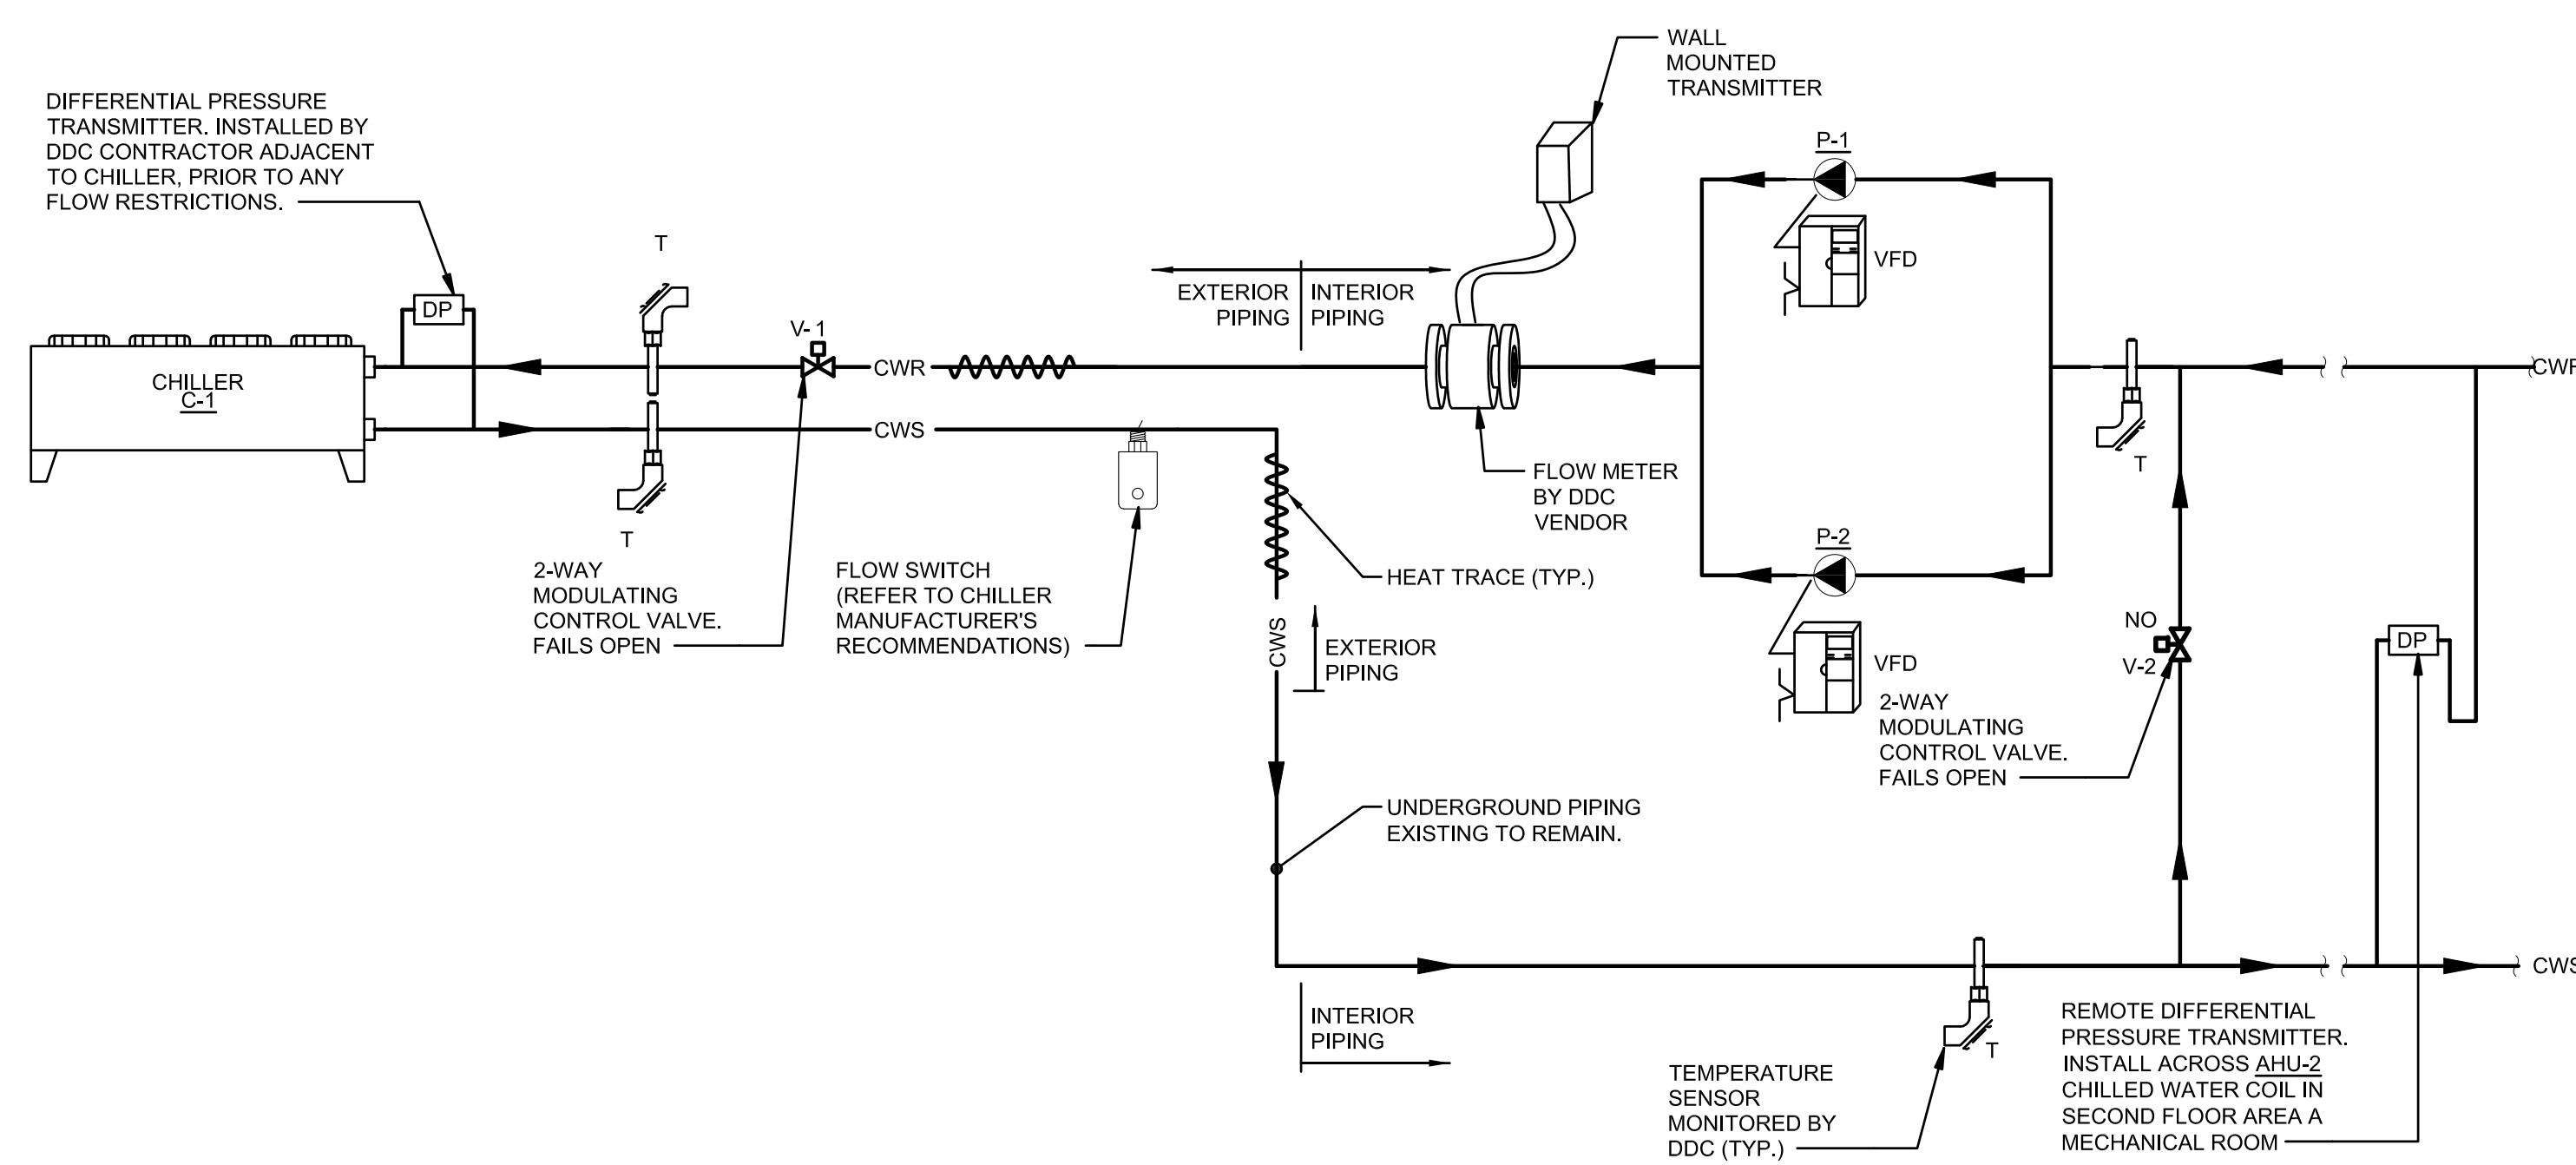 WALL
MOUNTED
TRANSMITTER
DIFFERENTIAL PRESSURE
TRANSMITTER. INSTALLED BY
DDC CONTRACTOR ADJACENT
TO CHILLER, PRIOR TO ANY
FLOW RESTRICTIONS.
P-1
VFD
T
DP
EXTERIOR
PIPING
INTERIOR
PIPING
V-1
CHILLER
C-1
CWR
CWR
CWS
T
T
FLOW METER
BY DDC
VENDOR
HEAT TRACE (TYP.)
P-2
VFD
2-WAY
MODULATING
CONTROL VALVE.
FAILS OPEN
FLOW SWITCH
(REFER TO CHILLER
MANUFACTURER'S
RECOMMENDATIONS)
CWS
EXTERIOR
PIPING
NO
V-2
DP
2-WAY
MODULATING
CONTROL VALVE.
FAILS OPEN
UNDERGROUND PIPING
EXISTING TO REMAIN.
CWS
INTERIOR
PIPING
T
TEMPERATURE
SENSOR
MONITORED BY
DDC (TYP.)
REMOTE DIFFERENTIAL
PRESSURE TRANSMITTER.
INSTALL ACROSS AHU-2
CHILLED WATER COIL IN
SECOND FLOOR AREA A
MECHANICAL ROOM